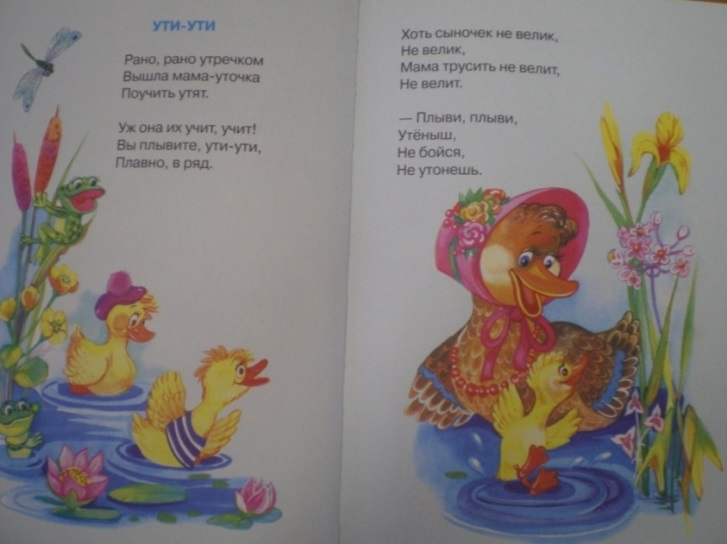 УТИ-УТИ
Рано, рано утречком
Вышла мама-уточка
Поучить утят.
Уж она их учит, учит!
Вы плывите, ути-ути,
Плавно, в ряд.
Хоть сыночек не велик,
Не велик,
Мама трусить не велит,
Не велит.
— Плыви, плыви,
Утёныш,
Не бойся,
Не утонешь.